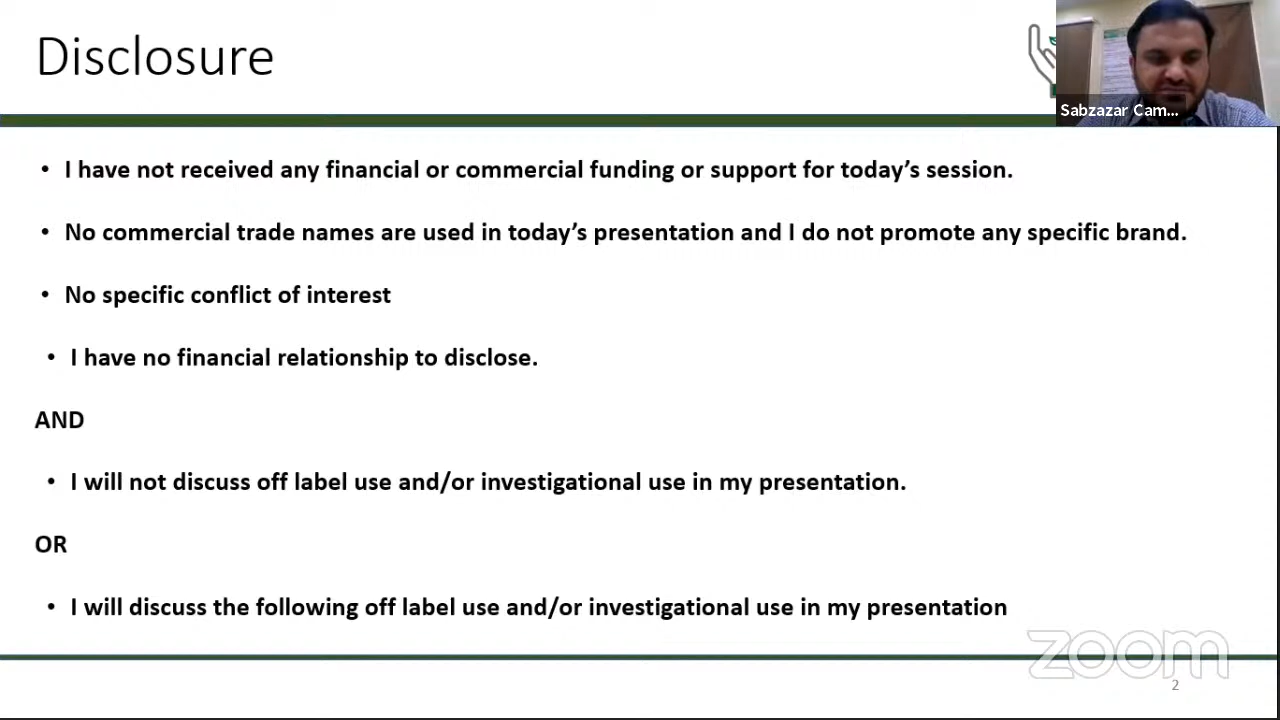 Disclosure
Sabzazar Cam...
• I have not received any financial or commercial funding or support for today’s session.
• No commercial trade names are used in today’s presentation and I do not promote any specific brand.
• No specific conflict of interest
• I have no financial relationship to disclose.
AND
• I will not discuss off label use and/or investigational use in my presentation.
OR
• I will discuss the following off label use and/or investigational use in my presentation
zoom
2